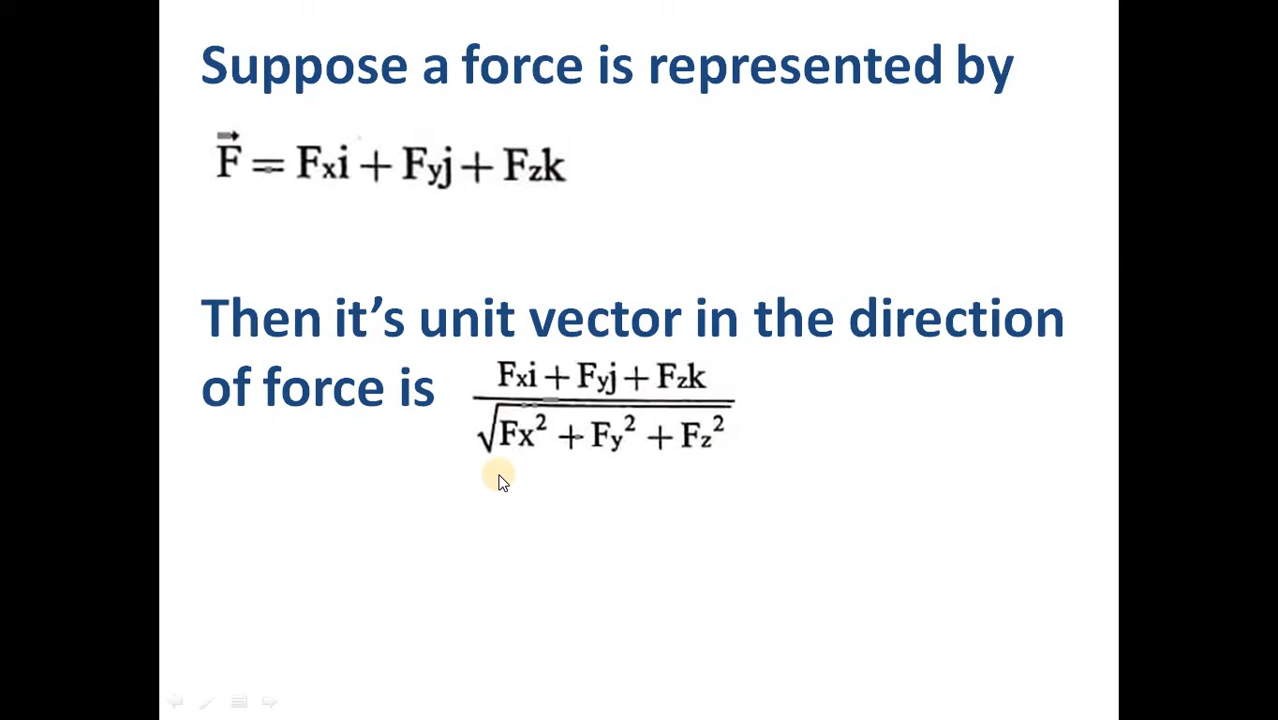 Suppose a force is represented by
F⃗ = Fxi + Fyj + Fzk
Then it’s unit vector in the direction
of force is Fxi + Fyj + Fzk / √Fx² + Fy² + Fz²